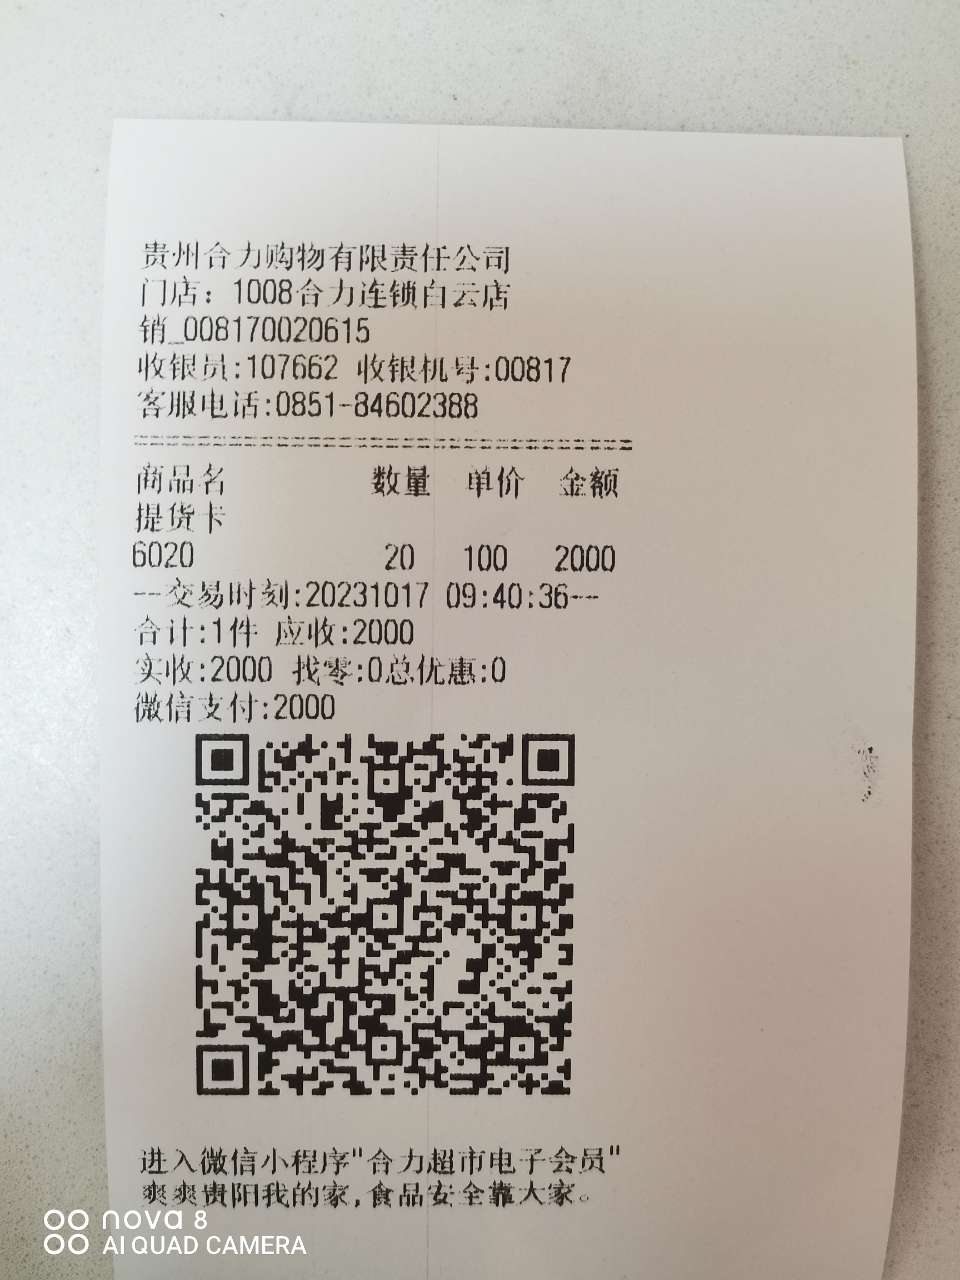 贵州合力购物有限责任公司
门店：1008合力连锁白云店
销_008170020615
收银员:107662 收银机号:00817
客服电话:0851-84602388
================================
商品名 数量 单价 金额
提货卡
6020 20 100 2000
---交易时刻:20231017 09:40:36---
合计:1件 应收:2000
实收:2000 找零:0总优惠:0
微信支付:2000
进入微信小程序"合力超市电子会员"
爽爽贵阳我的家,食品安全靠大家。
nova 8
AI QUAD CAMERA